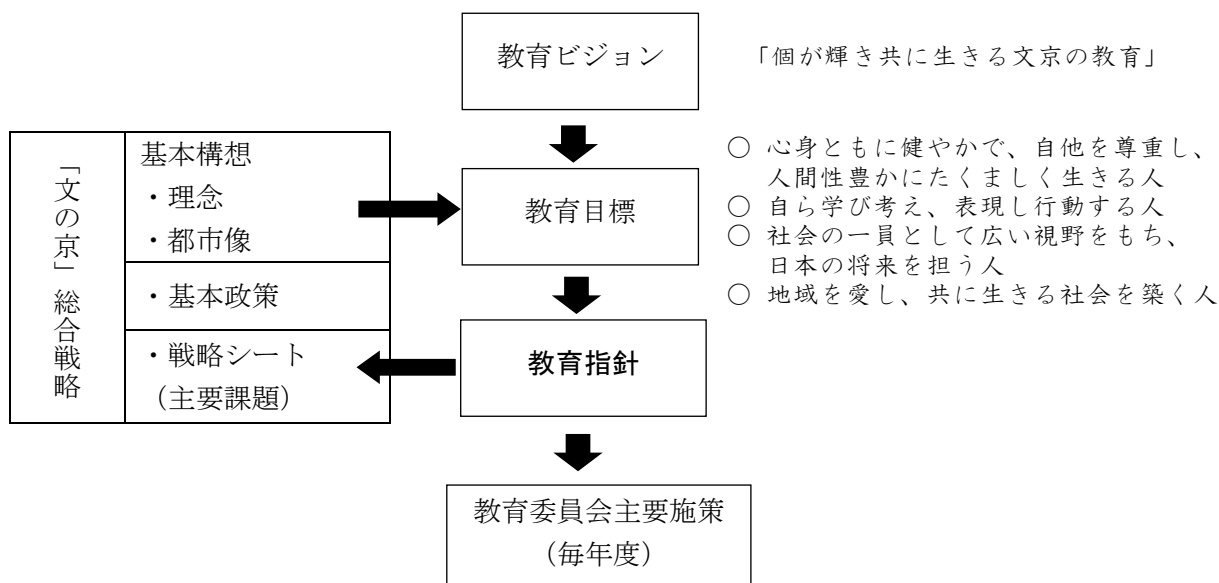 教育ビジョン
「個が輝き共に生きる文京の教育」
「文の京」総合戦略
基本構想
・理念
・都市像
・基本政策
・戦略シート
（主要課題）
教育目標
○ 心身ともに健やかで、自他を尊重し、
人間性豊かにたくましく生きる人
○ 自ら学び考え、表現し行動する人
○ 社会の一員として広い視野をもち、
日本の将来を担う人
○ 地域を愛し、共に生きる社会を築く人
教育指針
教育委員会主要施策
（毎年度）